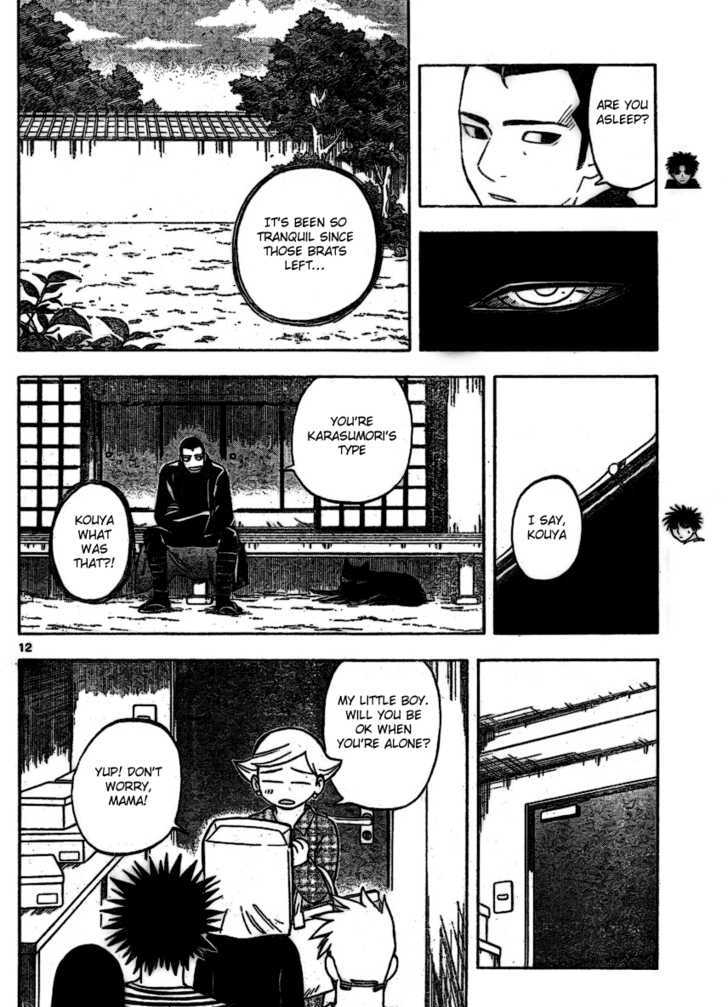 ARE YOU
ASLEEP?
IT'S BEEN SO
TRANQUIL SINCE
THOSE BRATS
LEFT...
I SAY,
KOUYA
YOU'RE
KARASUMORI'S
TYPE
KOUYA
WHAT
WAS
THAT?!
12
MY LITTLE BOY.
WILL YOU BE
OK WHEN
YOU'RE ALONE?
YUP! DON'T
WORRY,
MAMA!